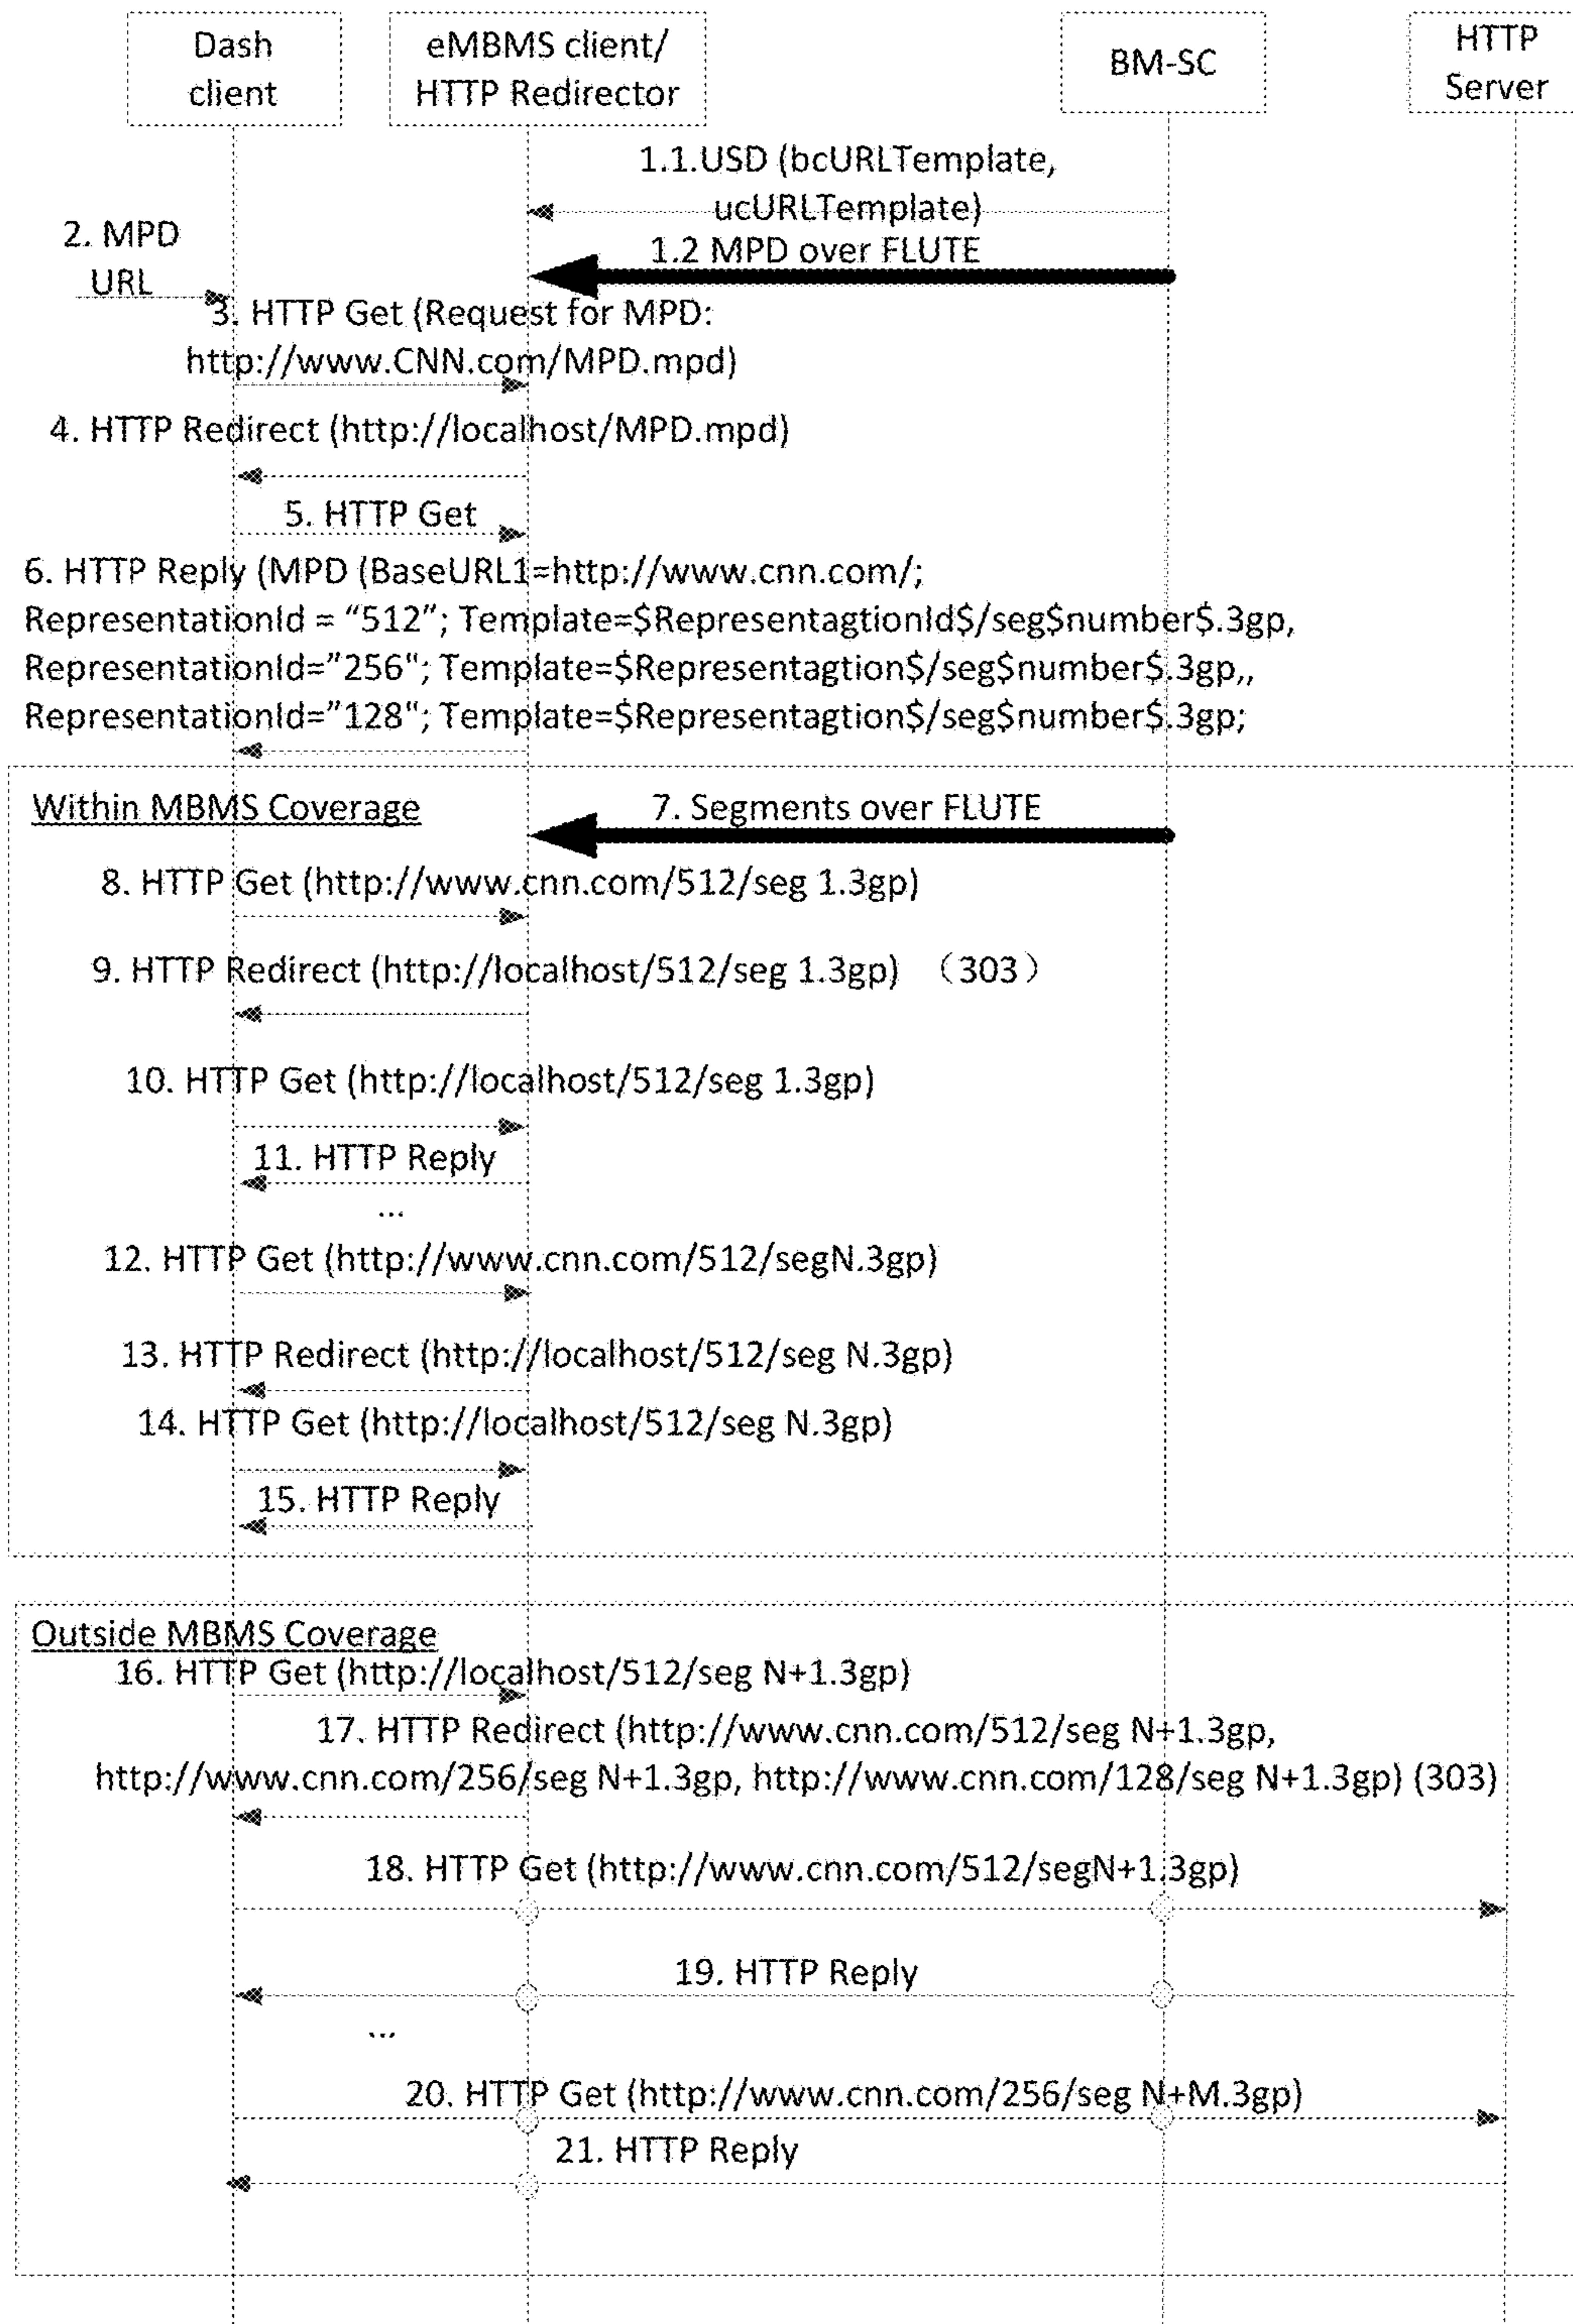 Dash
client
eMBMS client/
HTTP Redirector
BM-SC
HTTP
Server
1.1.USD (bcURLTemplate,
ucURLTemplate)
1.2 MPD over FLUTE
2. MPD
URL
3. HTTP Get (Request for MPD:
http://www.CNN.com/MPD.mpd)
4. HTTP Redirect (http://localhost/MPD.mpd)
5. HTTP Get
6. HTTP Reply (MPD (BaseURL1=http://www.cnn.com/;
RepresentationId = “512”; Template=$RepresentagtionId$/seg$number$.3gp,
RepresentationId=”256"; Template=$Representagtion$/seg$number$.3gp,,
RepresentationId=”128"; Template=$Representagtion$/seg$number$.3gp;
Within MBMS Coverage
7. Segments over FLUTE
8. HTTP Get (http://www.cnn.com/512/seg 1.3gp)
9. HTTP Redirect (http://localhost/512/seg 1.3gp) （303）
10. HTTP Get (http://localhost/512/seg 1.3gp)
11. HTTP Reply
...
12. HTTP Get (http://www.cnn.com/512/segN.3gp)
13. HTTP Redirect (http://localhost/512/seg N.3gp)
14. HTTP Get (http://localhost/512/seg N.3gp)
15. HTTP Reply
Outside MBMS Coverage
16. HTTP Get (http://localhost/512/seg N+1.3gp)
17. HTTP Redirect (http://www.cnn.com/512/seg N+1.3gp,
http://www.cnn.com/256/seg N+1.3gp, http://www.cnn.com/128/seg N+1.3gp) (303)
18. HTTP Get (http://www.cnn.com/512/segN+1.3gp)
19. HTTP Reply
...
20. HTTP Get (http://www.cnn.com/256/seg N+M.3gp)
21. HTTP Reply